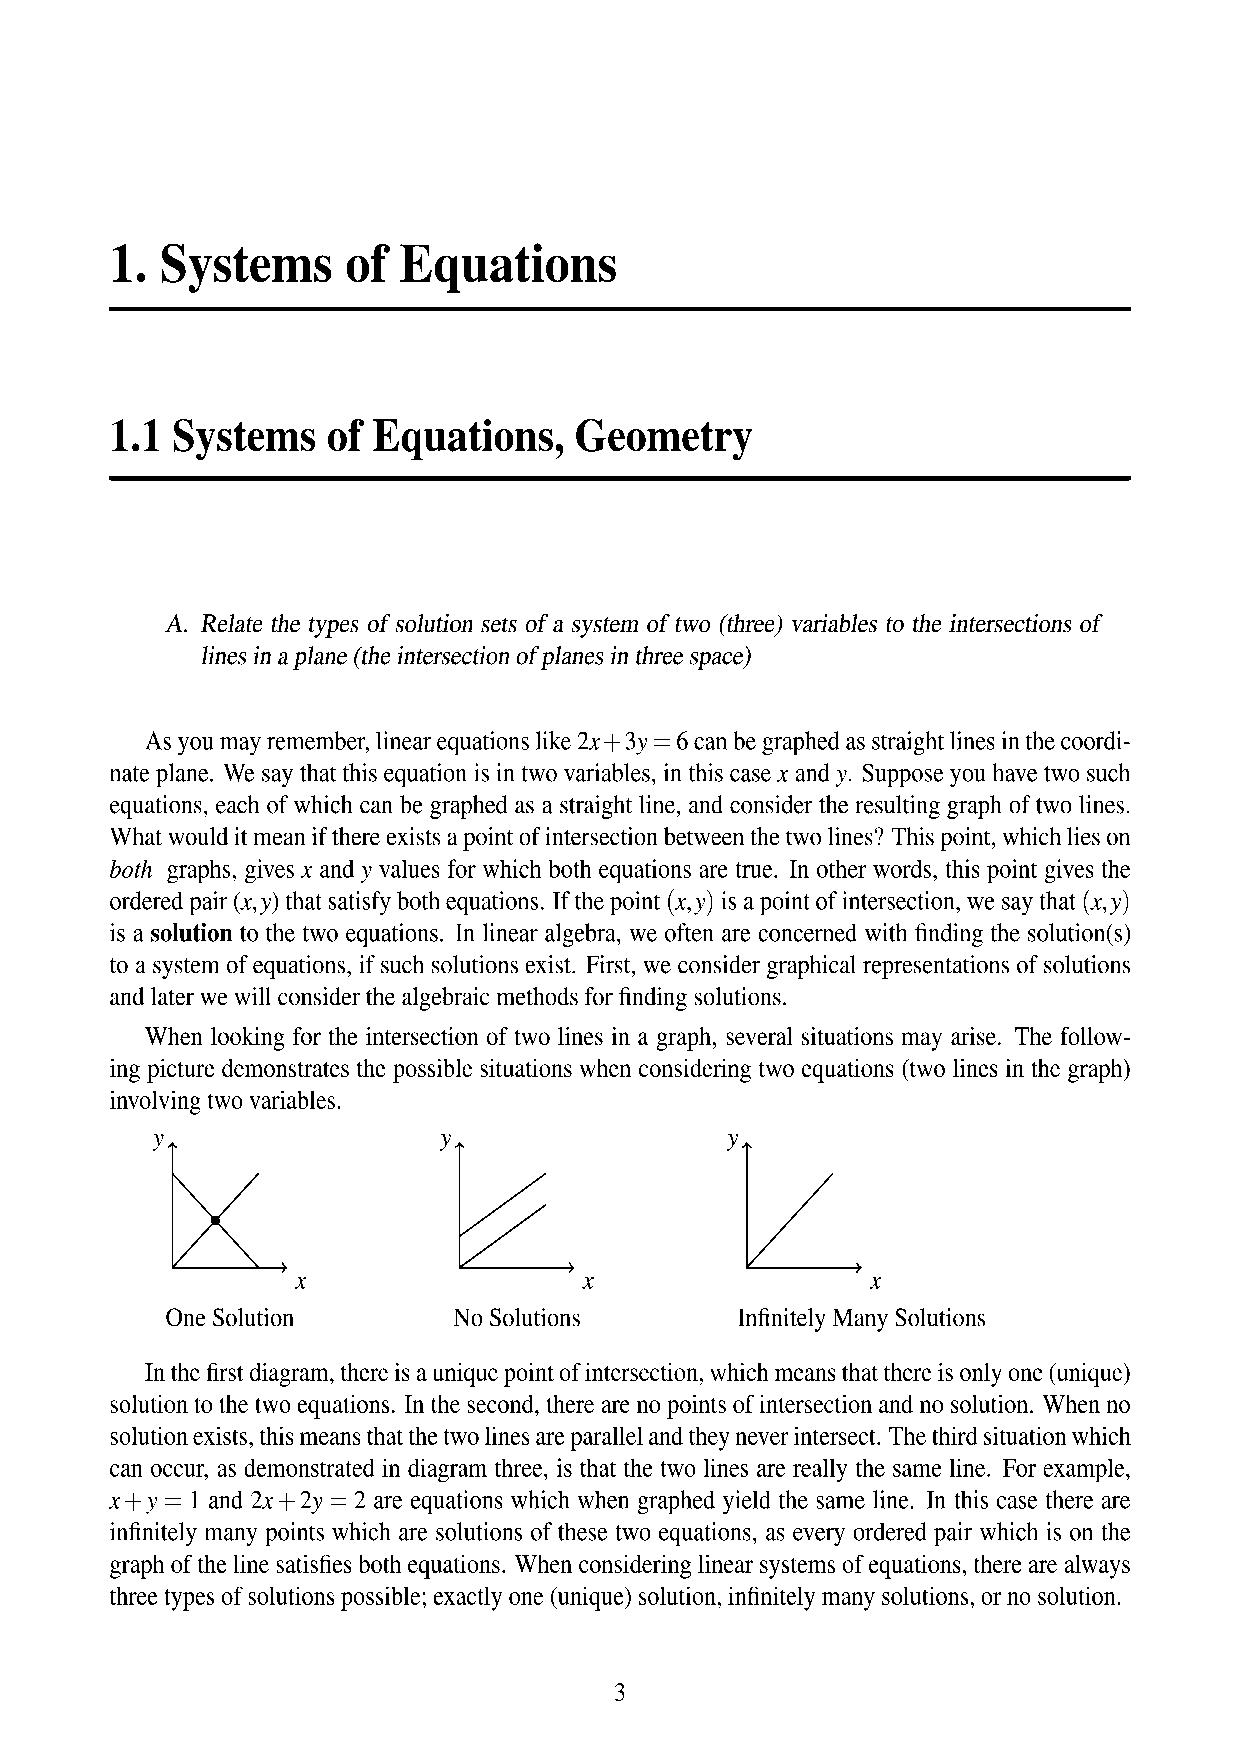 1. Systems of Equations
1.1 Systems of Equations, Geometry
A. Relate the types of solution sets of a system of two (three) variables to the intersections of
lines in a plane (the intersection of planes in three space)
As you may remember, linear equations like 2x+3y = 6 can be graphed as straight lines in the coordi-
nate plane. We say that this equation is in two variables, in this case x and y. Suppose you have two such
equations, each of which can be graphed as a straight line, and consider the resulting graph of two lines.
What would it mean if there exists a point of intersection between the two lines? This point, which lies on
both graphs, gives x and y values for which both equations are true. In other words, this point gives the
ordered pair (x,y) that satisfy both equations. If the point (x,y) is a point of intersection, we say that (x,y)
is a solution to the two equations. In linear algebra, we often are concerned with finding the solution(s)
to a system of equations, if such solutions exist. First, we consider graphical representations of solutions
and later we will consider the algebraic methods for finding solutions.
When looking for the intersection of two lines in a graph, several situations may arise. The follow-
ing picture demonstrates the possible situations when considering two equations (two lines in the graph)
involving two variables.
y y y
x x x
One Solution No Solutions Infinitely Many Solutions
In the first diagram, there is a unique point of intersection, which means that there is only one (unique)
solution to the two equations. In the second, there are no points of intersection and no solution. When no
solution exists, this means that the two lines are parallel and they never intersect. The third situation which
can occur, as demonstrated in diagram three, is that the two lines are really the same line. For example,
x+y = 1 and 2x+2y = 2 are equations which when graphed yield the same line. In this case there are
infinitely many points which are solutions of these two equations, as every ordered pair which is on the
graph of the line satisfies both equations. When considering linear systems of equations, there are always
three types of solutions possible; exactly one (unique) solution, infinitely many solutions, or no solution.
3